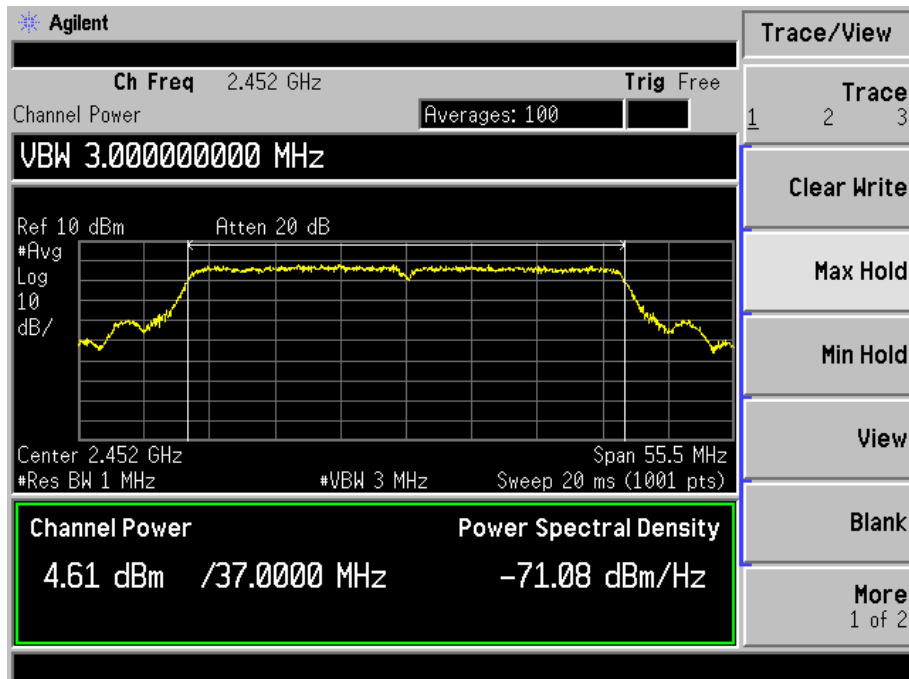 Agilent
Ch Freq 2.452 GHz Trig Free
Channel Power Averages: 100
VBW 3.000000000 MHz
Ref 10 dBm Atten 20 dB
#Avg
Log
10
dB/
Center 2.452 GHz Span 55.5 MHz
#Res BW 1 MHz #VBW 3 MHz Sweep 20 ms (1001 pts)
Channel Power Power Spectral Density
4.61 dBm /37.0000 MHz -71.08 dBm/Hz
Trace/View
Trace
1 2 3
Clear Write
Max Hold
Min Hold
View
Blank
More
1 of 2